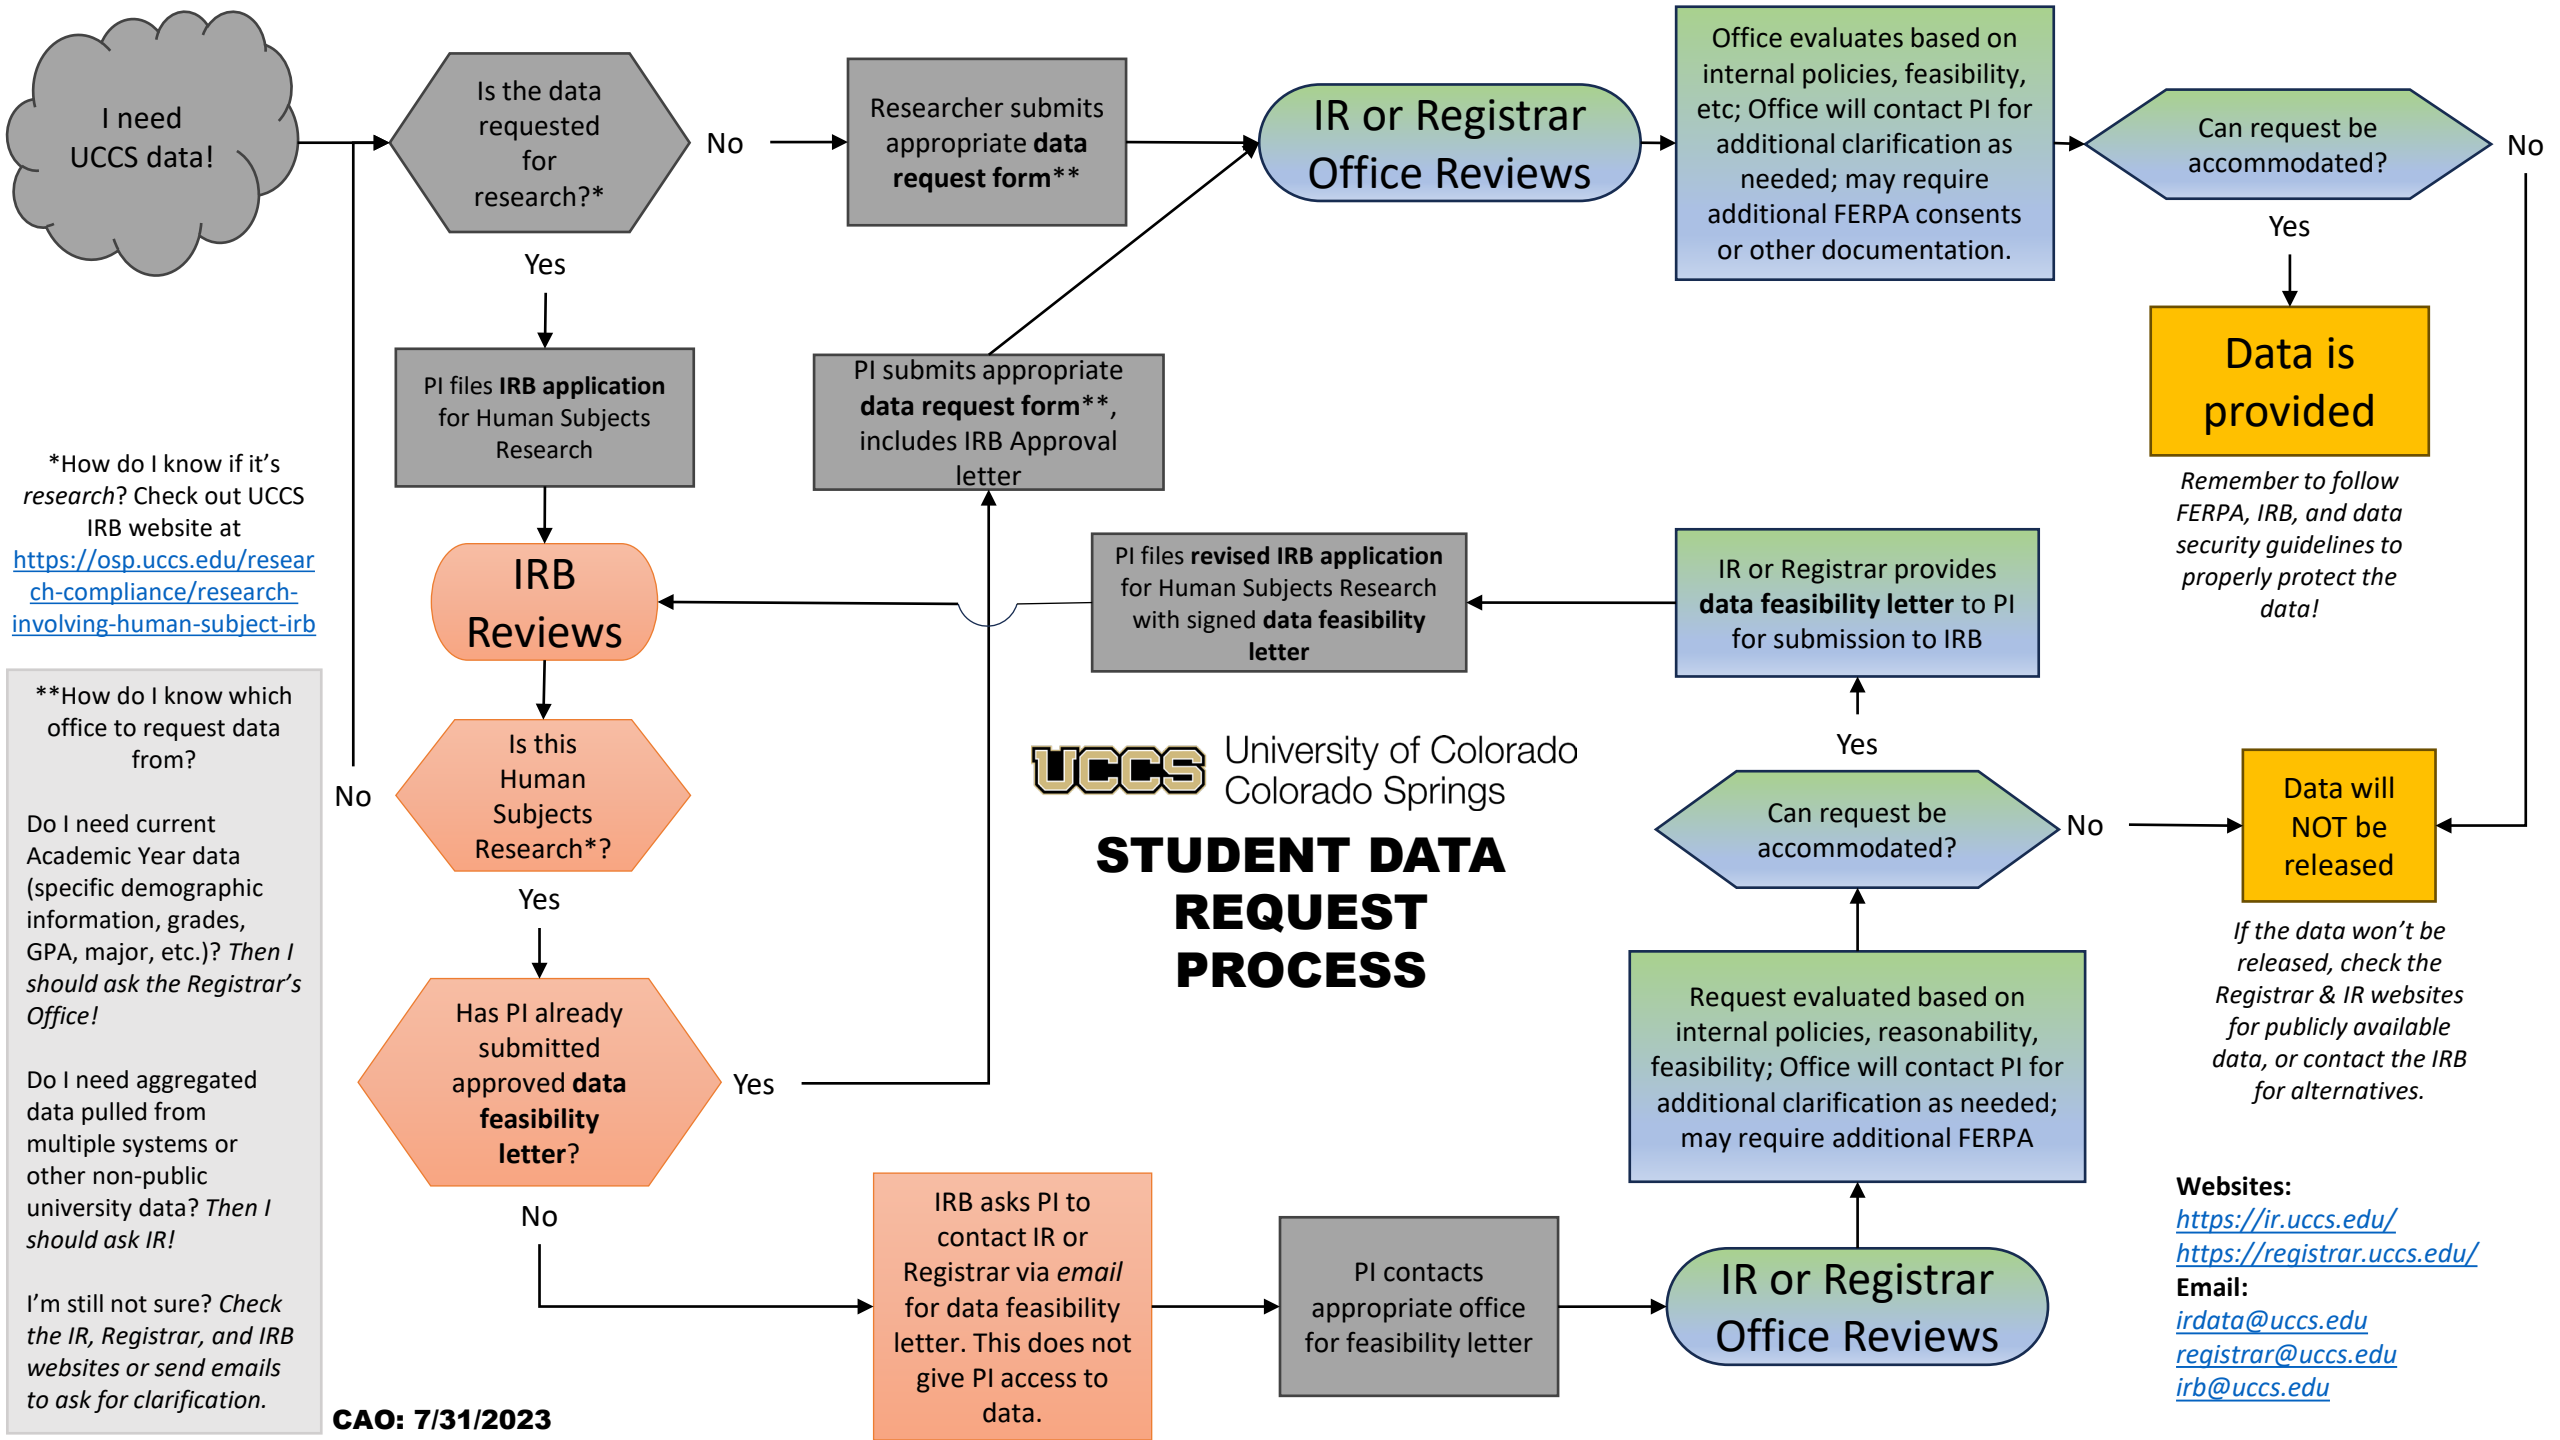 I need
UCCS data!
Is the data
requested
for
research?*
No
Researcher submits
appropriate data
request form**
IR or Registrar
Office Reviews
Office evaluates based on
internal policies, feasibility,
etc; Office will contact PI for
additional clarification as
needed; may require
additional FERPA consents
or other documentation.
Can request be
accommodated?
No
Yes
Yes
Data is
provided
Remember to follow
FERPA, IRB, and data
security guidelines to
properly protect the
data!
PI files IRB application
for Human Subjects
Research
PI submits appropriate
data request form**,
includes IRB Approval
letter
*How do I know if it's
research? Check out UCCS
IRB website at
https://osp.uccs.edu/resear
ch-compliance/research-
involving-human-subject-irb
IRB
Reviews
PI files revised IRB application
for Human Subjects Research
with signed data feasibility
letter
IR or Registrar provides
data feasibility letter to PI
for submission to IRB
**How do I know which
office to request data
from?
Do I need current
Academic Year data
(specific demographic
information, grades,
GPA, major, etc.)? Then I
should ask the Registrar's
Office!
Do I need aggregated
data pulled from
multiple systems or
other non-public
university data? Then I
should ask IR!
I'm still not sure? Check
the IR, Registrar, and IRB
websites or send emails
to ask for clarification.
No
Is this
Human
Subjects
Research*?
Yes
UCCS
University of Colorado
Colorado Springs
STUDENT DATA
REQUEST
PROCESS
Yes
Can request be
accommodated?
No
Data will
NOT be
released
If the data won't be
released, check the
Registrar & IR websites
for publicly available
data, or contact the IRB
for alternatives.
Has PI already
submitted
approved data
feasibility
letter?
Yes
No
Request evaluated based on
internal policies, reasonability,
feasibility; Office will contact PI for
additional clarification as needed;
may require additional FERPA
IRB asks PI to
contact IR or
Registrar via email
for data feasibility
letter. This does not
give PI access to
data.
PI contacts
appropriate office
for feasibility letter
IR or Registrar
Office Reviews
Websites:
https://ir.uccs.edu/
https://registrar.uccs.edu/
Email:
irdata@uccs.edu
registrar@uccs.edu
irb@uccs.edu
CAO: 7/31/2023